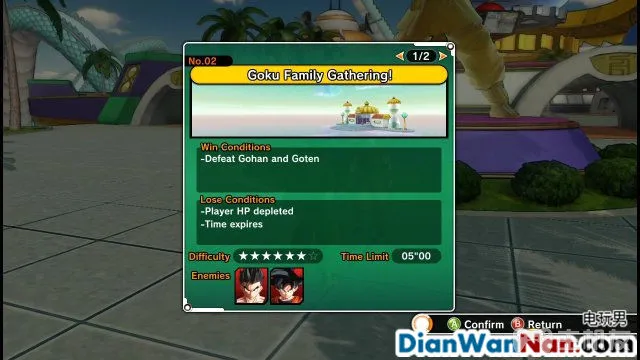 No.02
1/2
Goku Family Gathering!
Win Conditions
-Defeat Gohan and Goten
Lose Conditions
-Player HP depleted
-Time expires
Difficulty ★★★★★★☆ Time Limit 05"00
Enemies
电玩男
A Confirm B Return
DianWanNan.com